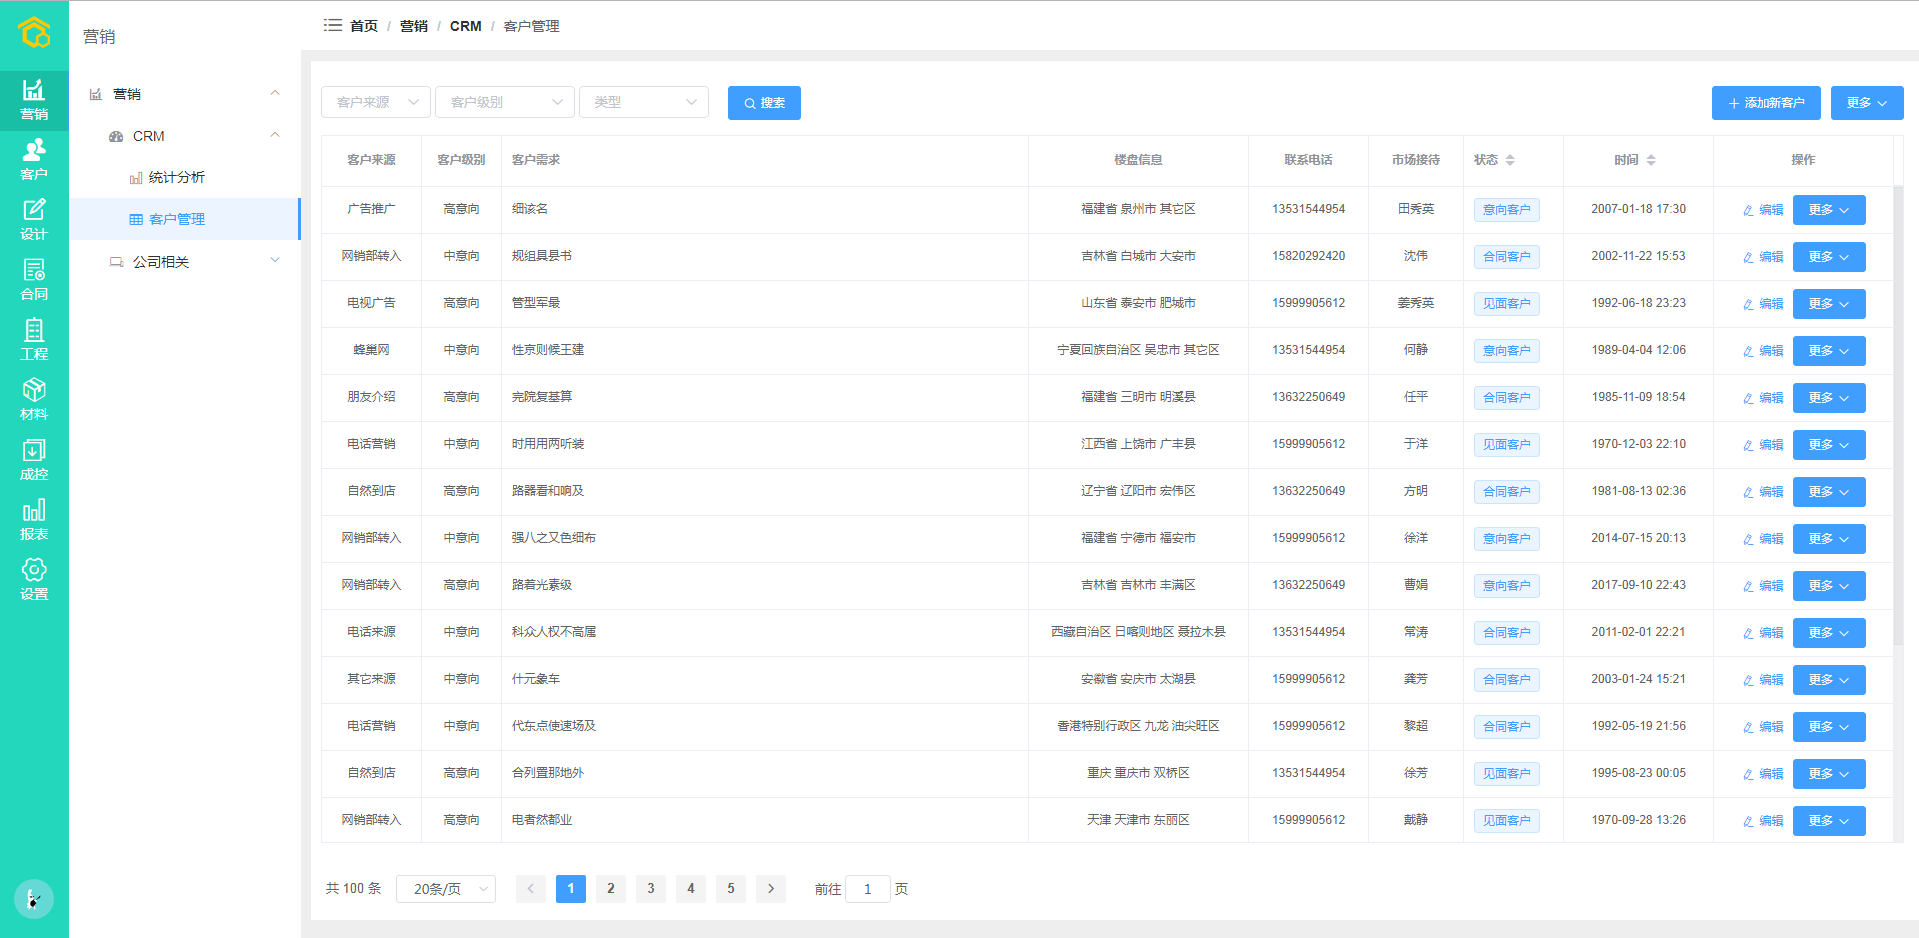 营销
客户
设计
合同
工程
材料
成控
报表
设置
营销
营销
CRM
统计分析
客户管理
公司相关
首页 / 营销 / CRM / 客户管理
客户来源 客户级别 类型 搜索 添加新客户 更多
客户来源 客户级别 客户需求 楼盘信息 联系电话 市场接待 状态 时间 操作
广告推广 高意向 细该名 福建省 泉州市 其它区 13531544954 田秀英 意向客户 2007-01-18 17:30 编辑 更多
网销部转入 中意向 规组具县书 吉林省 白城市 大安市 15820292420 沈伟 合同客户 2002-11-22 15:53 编辑 更多
电视广告 高意向 管型军最 山东省 泰安市 肥城市 15999905612 姜秀英 见面客户 1992-06-18 23:23 编辑 更多
蜂巢网 中意向 性京则候王建 宁夏回族自治区 吴忠市 其它区 13531544954 何静 意向客户 1989-04-04 12:06 编辑 更多
朋友介绍 高意向 完院复基算 福建省 三明市 明溪县 13632250649 任平 合同客户 1985-11-09 18:54 编辑 更多
电话营销 中意向 时用用两听装 江西省 上饶市 广丰县 15999905612 于洋 见面客户 1970-12-03 22:10 编辑 更多
自然到店 高意向 路器看和响及 辽宁省 辽阳市 宏伟区 13632250649 方明 合同客户 1981-08-13 02:36 编辑 更多
网销部转入 中意向 强八之又色细布 福建省 宁德市 福安市 15999905612 徐洋 意向客户 2014-07-15 20:13 编辑 更多
网销部转入 高意向 路着光素级 吉林省 吉林市 丰满区 13632250649 曹娟 意向客户 2017-09-10 22:43 编辑 更多
电话来源 中意向 科众人权不高属 西藏自治区 日喀则地区 聂拉木县 13531544954 常涛 合同客户 2011-02-01 22:21 编辑 更多
其它来源 中意向 什元象车 安徽省 安庆市 太湖县 15999905612 龚芳 合同客户 2003-01-24 15:21 编辑 更多
电话营销 中意向 代东点使速场及 香港特别行政区 九龙 油尖旺区 15999905612 黎超 合同客户 1992-05-19 21:56 编辑 更多
自然到店 高意向 合列置那地外 重庆 重庆市 双桥区 13531544954 徐芳 见面客户 1995-08-23 00:05 编辑 更多
网销部转入 高意向 电者然都业 天津 天津市 东丽区 15999905612 戴静 见面客户 1970-09-28 13:26 编辑 更多
共 100 条 20条/页 1 2 3 4 5 前往 1 页